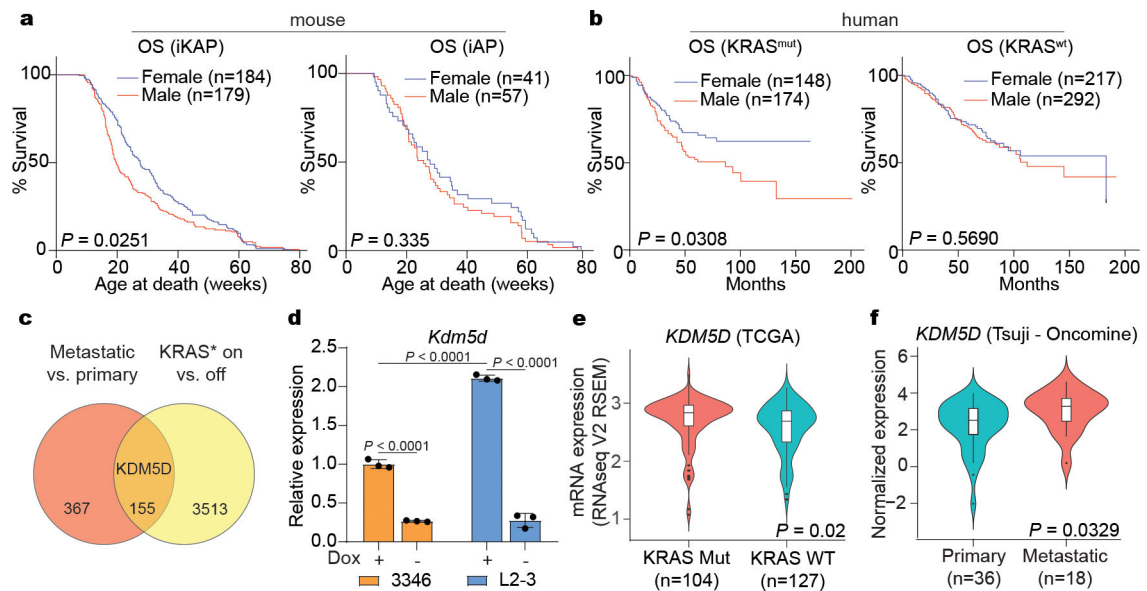 a
mouse
OS (iKAP)
Female (n=184)
Male (n=179)
% Survival
100
50
0
P = 0.0251
0 20 40 60 80
Age at death (weeks)
OS (iAP)
Female (n=41)
Male (n=57)
% Survival
100
50
0
P = 0.335
0 20 40 60 80
Age at death (weeks)
b
human
OS (KRASmut)
Female (n=148)
Male (n=174)
% Survival
100
50
0
P = 0.0308
0 50 100 150 200
Months
OS (KRASwt)
Female (n=217)
Male (n=292)
% Survival
100
50
0
P = 0.5690
0 50 100 150 200
Months
c
Metastatic
vs. primary
KRAS* on
vs. off
KDM5D
367 155 3513
d
Kdm5d
Relative expression
2.5
2.0
1.5
1.0
0.5
0.0
P < 0.0001
P < 0.0001
P < 0.0001
Dox + - + -
3346 L2-3
e
KDM5D (TCGA)
mRNA expression
(RNAseq V2 RSEM)
3
2
1
P = 0.02
KRAS Mut
(n=104)
KRAS WT
(n=127)
f
KDM5D (Tsuji - Oncomine)
Normalized expression
6
4
2
0
−2
P = 0.0329
Primary
(n=36)
Metastatic
(n=18)